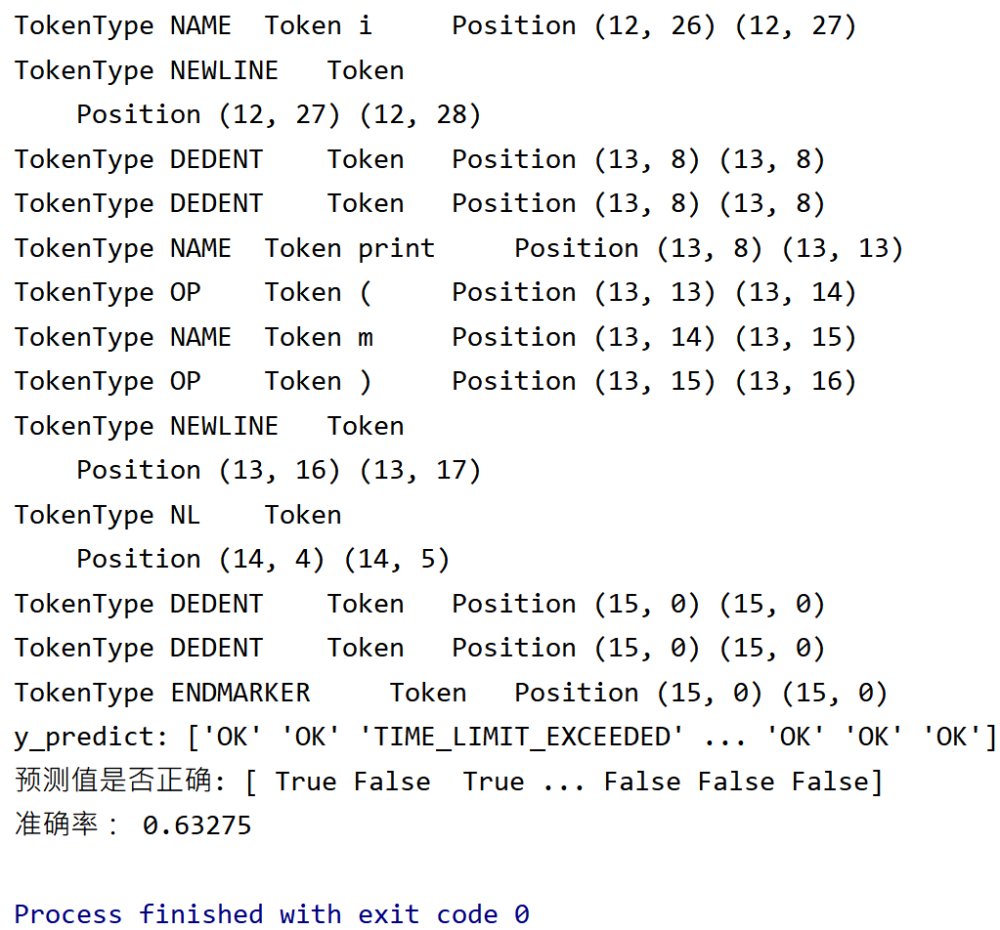 TokenType NAME  Token i     Position (12, 26) (12, 27)
TokenType NEWLINE   Token
    Position (12, 27) (12, 28)
TokenType DEDENT    Token   Position (13, 8) (13, 8)
TokenType DEDENT    Token   Position (13, 8) (13, 8)
TokenType NAME  Token print     Position (13, 8) (13, 13)
TokenType OP    Token (     Position (13, 13) (13, 14)
TokenType NAME  Token m     Position (13, 14) (13, 15)
TokenType OP    Token )     Position (13, 15) (13, 16)
TokenType NEWLINE   Token
    Position (13, 16) (13, 17)
TokenType NL    Token
    Position (14, 4) (14, 5)
TokenType DEDENT    Token   Position (15, 0) (15, 0)
TokenType DEDENT    Token   Position (15, 0) (15, 0)
TokenType ENDMARKER     Token   Position (15, 0) (15, 0)
y_predict: ['OK' 'OK' 'TIME_LIMIT_EXCEEDED' ... 'OK' 'OK' 'OK']
预测值是否正确: [ True False  True ... False False False]
准确率： 0.63275
Process finished with exit code 0